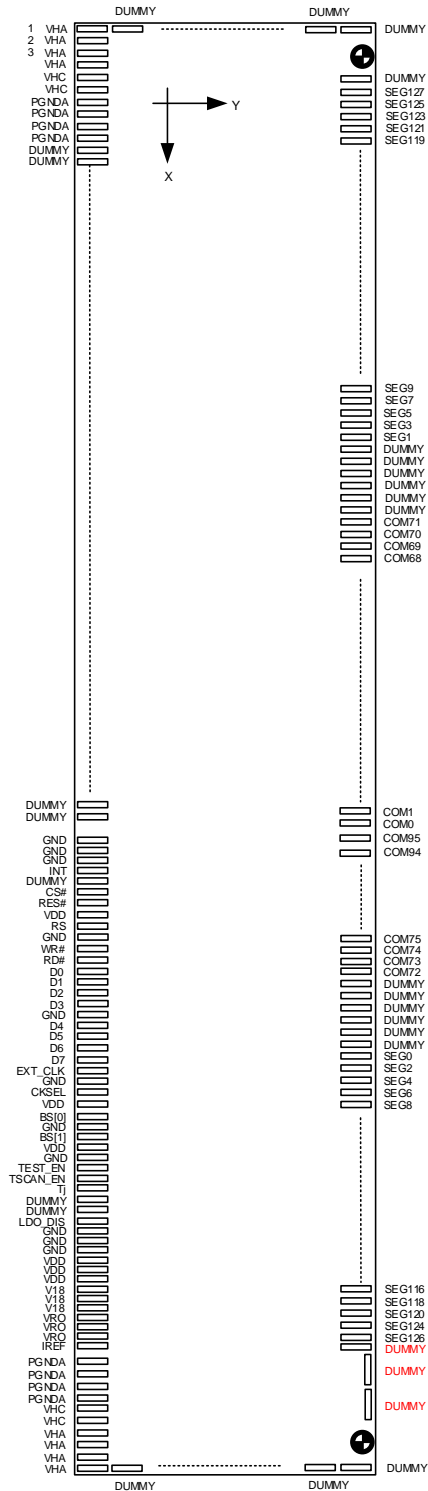 DUMMY
DUMMY
1 VHA
2 VHA
3 VHA
VHA
VHC
VHC
PGNDA
PGNDA
PGNDA
PGNDA
DUMMY
DUMMY
Y
X
DUMMY
DUMMY
SEG127
SEG125
SEG123
SEG121
SEG119
SEG9
SEG7
SEG5
SEG3
SEG1
DUMMY
DUMMY
DUMMY
DUMMY
DUMMY
DUMMY
COM71
COM70
COM69
COM68
DUMMY
DUMMY
GND
GND
GND
INT
DUMMY
CS#
RES#
VDD
RS
GND
WR#
RD#
D0
D1
D2
D3
GND
D4
D5
D6
D7
EXT_CLK
GND
CKSEL
VDD
BS[0]
GND
BS[1]
VDD
GND
TEST_EN
TSCAN_EN
Tj
DUMMY
DUMMY
LDO_DIS
GND
GND
GND
VDD
VDD
VDD
V18
V18
V18
VRO
VRO
VRO
IREF
PGNDA
PGNDA
PGNDA
PGNDA
VHC
VHC
VHA
VHA
VHA
VHA
COM1
COM0
COM95
COM94
COM75
COM74
COM73
COM72
DUMMY
DUMMY
DUMMY
DUMMY
DUMMY
DUMMY
SEG0
SEG2
SEG4
SEG6
SEG8
SEG116
SEG118
SEG120
SEG124
SEG126
DUMMY
DUMMY
DUMMY
DUMMY
DUMMY
DUMMY